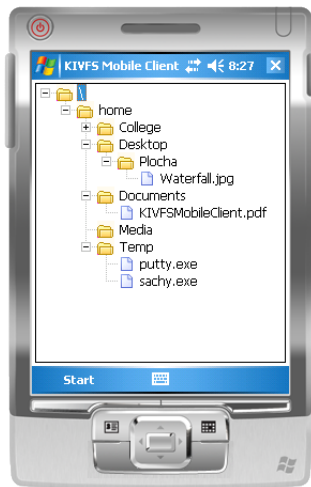 KIVFS Mobile Client 8:27
\
home
College
Desktop
Plocha
Waterfall.jpg
Documents
KIVFSMobileClient.pdf
Media
Temp
putty.exe
sachy.exe
Start